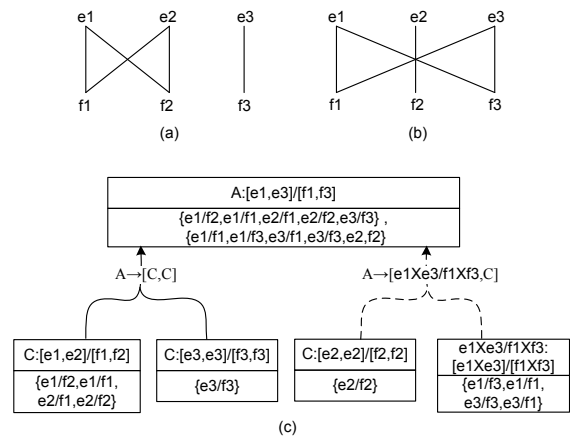 e1 e2 e3 e1 e2 e3
f1 f2 f3 f1 f2 f3
(a) (b)
A:[e1,e3]/[f1,f3]
{e1/f2,e1/f1,e2/f1,e2/f2,e3/f3} ,
{e1/f1,e1/f3,e3/f1,e3/f3,e2,f2}
A→[C,C] A→[e1Xe3/f1Xf3,C]
C:[e1,e2]/[f1,f2]
{e1/f2,e1/f1,
e2/f1,e2/f2}
C:[e3,e3]/[f3,f3]
{e3/f3}
C:[e2,e2]/[f2,f2]
{e2/f2}
e1Xe3/f1Xf3:
[e1Xe3]/[f1Xf3]
{e1/f3,e1/f1,
e3/f3,e3/f1}
(c)